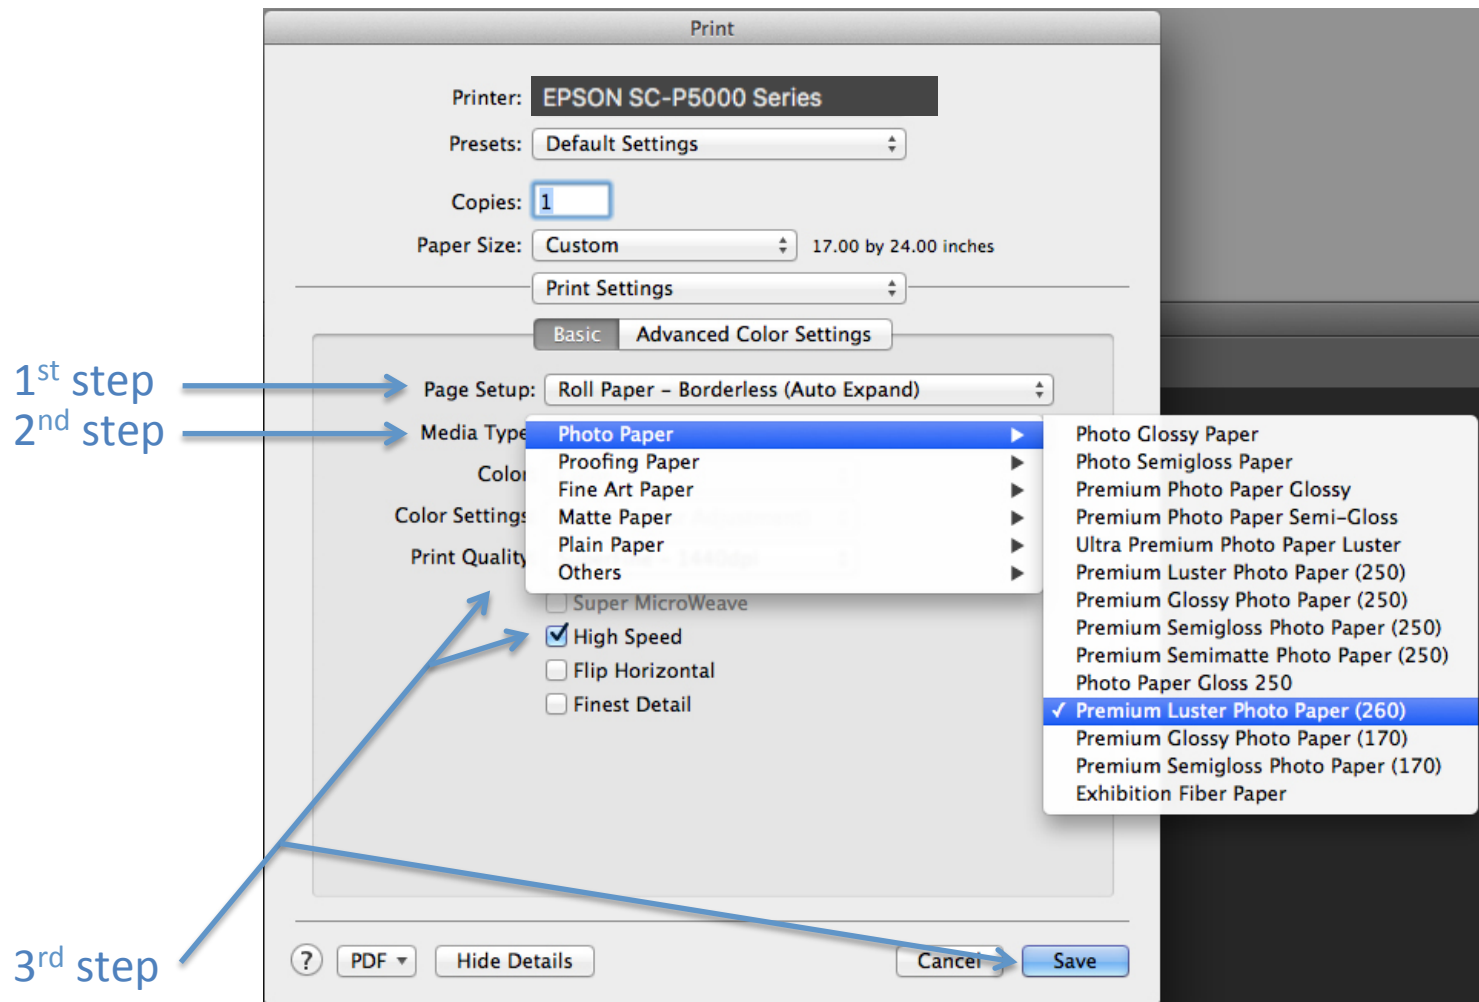 Print
Printer: EPSON SC-P5000 Series
Presets: Default Settings
Copies: 1
Paper Size: Custom 17.00 by 24.00 inches
Print Settings
Basic Advanced Color Settings
1st step
Page Setup: Roll Paper – Borderless (Auto Expand)
2nd step
Media Type
Color
Color Settings
Print Quality
Photo Paper
Proofing Paper
Fine Art Paper
Matte Paper
Plain Paper
Others
Photo Glossy Paper
Photo Semigloss Paper
Premium Photo Paper Glossy
Premium Photo Paper Semi-Gloss
Ultra Premium Photo Paper Luster
Premium Luster Photo Paper (250)
Premium Glossy Photo Paper (250)
Premium Semigloss Photo Paper (250)
Premium Semimatte Photo Paper (250)
Photo Paper Gloss 250
✓ Premium Luster Photo Paper (260)
Premium Glossy Photo Paper (170)
Premium Semigloss Photo Paper (170)
Exhibition Fiber Paper
Super MicroWeave
High Speed
Flip Horizontal
Finest Detail
3rd step
? PDF Hide Details Cancel Save